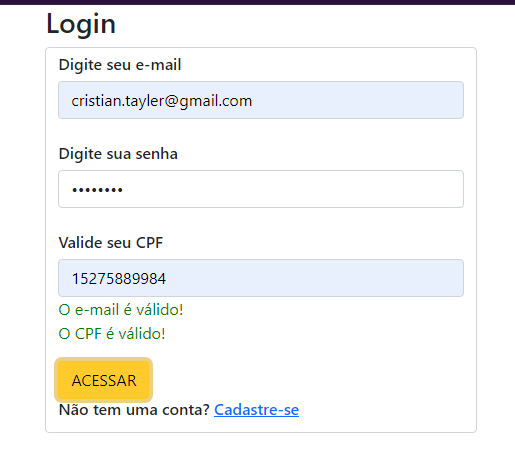 Login
Digite seu e-mail
cristian.tayler@gmail.com
Digite sua senha
••••••••
Valide seu CPF
15275889984
O e-mail é válido!
O CPF é válido!
ACESSAR
Não tem uma conta? Cadastre-se